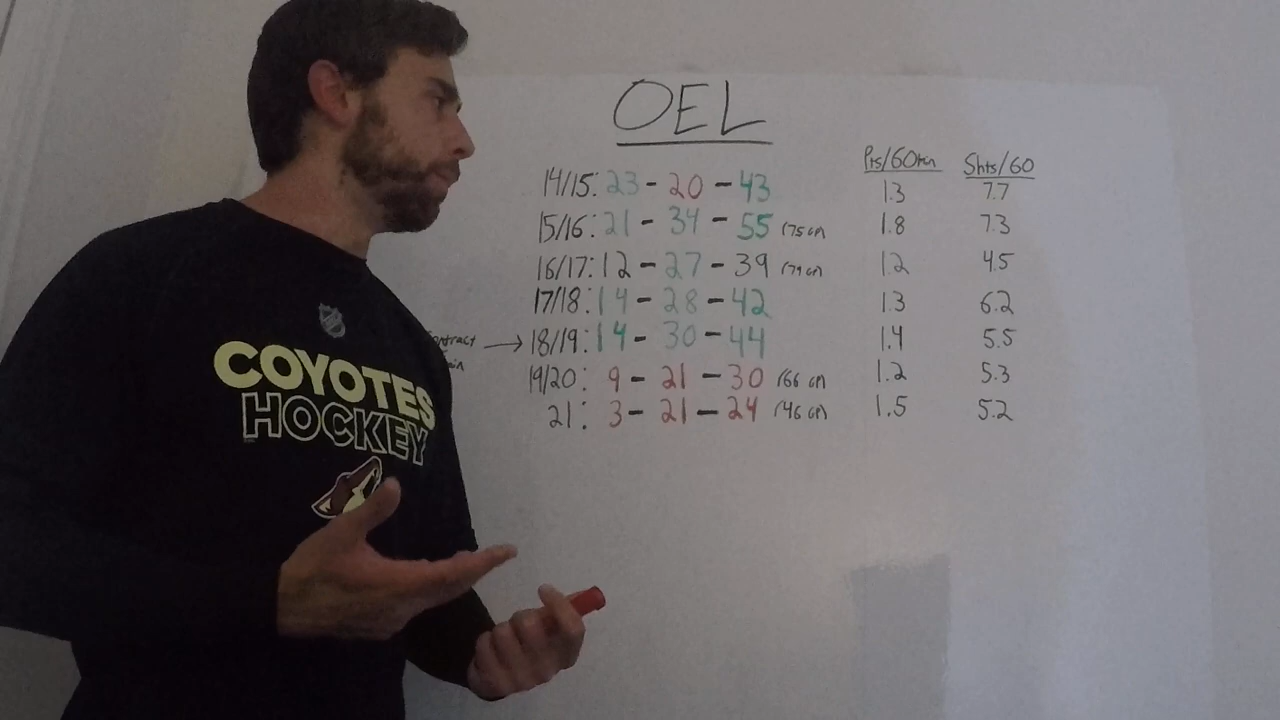 OEL
Pts/60mn Shts/60
14/15: 23 - 20 - 43 1.3 7.7
15/16: 21 - 34 - 55 (75 GP) 1.8 7.3
16/17: 12 - 27 - 39 (79 GP) 1.2 4.5
17/18: 14 - 28 - 42 1.3 6.2
ontract → 18/19: 14 - 30 - 44 1.4 5.5
19/20: 9 - 21 - 30 (66 GP) 1.2 5.3
21: 3 - 21 - 24 (46 GP) 1.5 5.2
COYOTES
HOCKEY